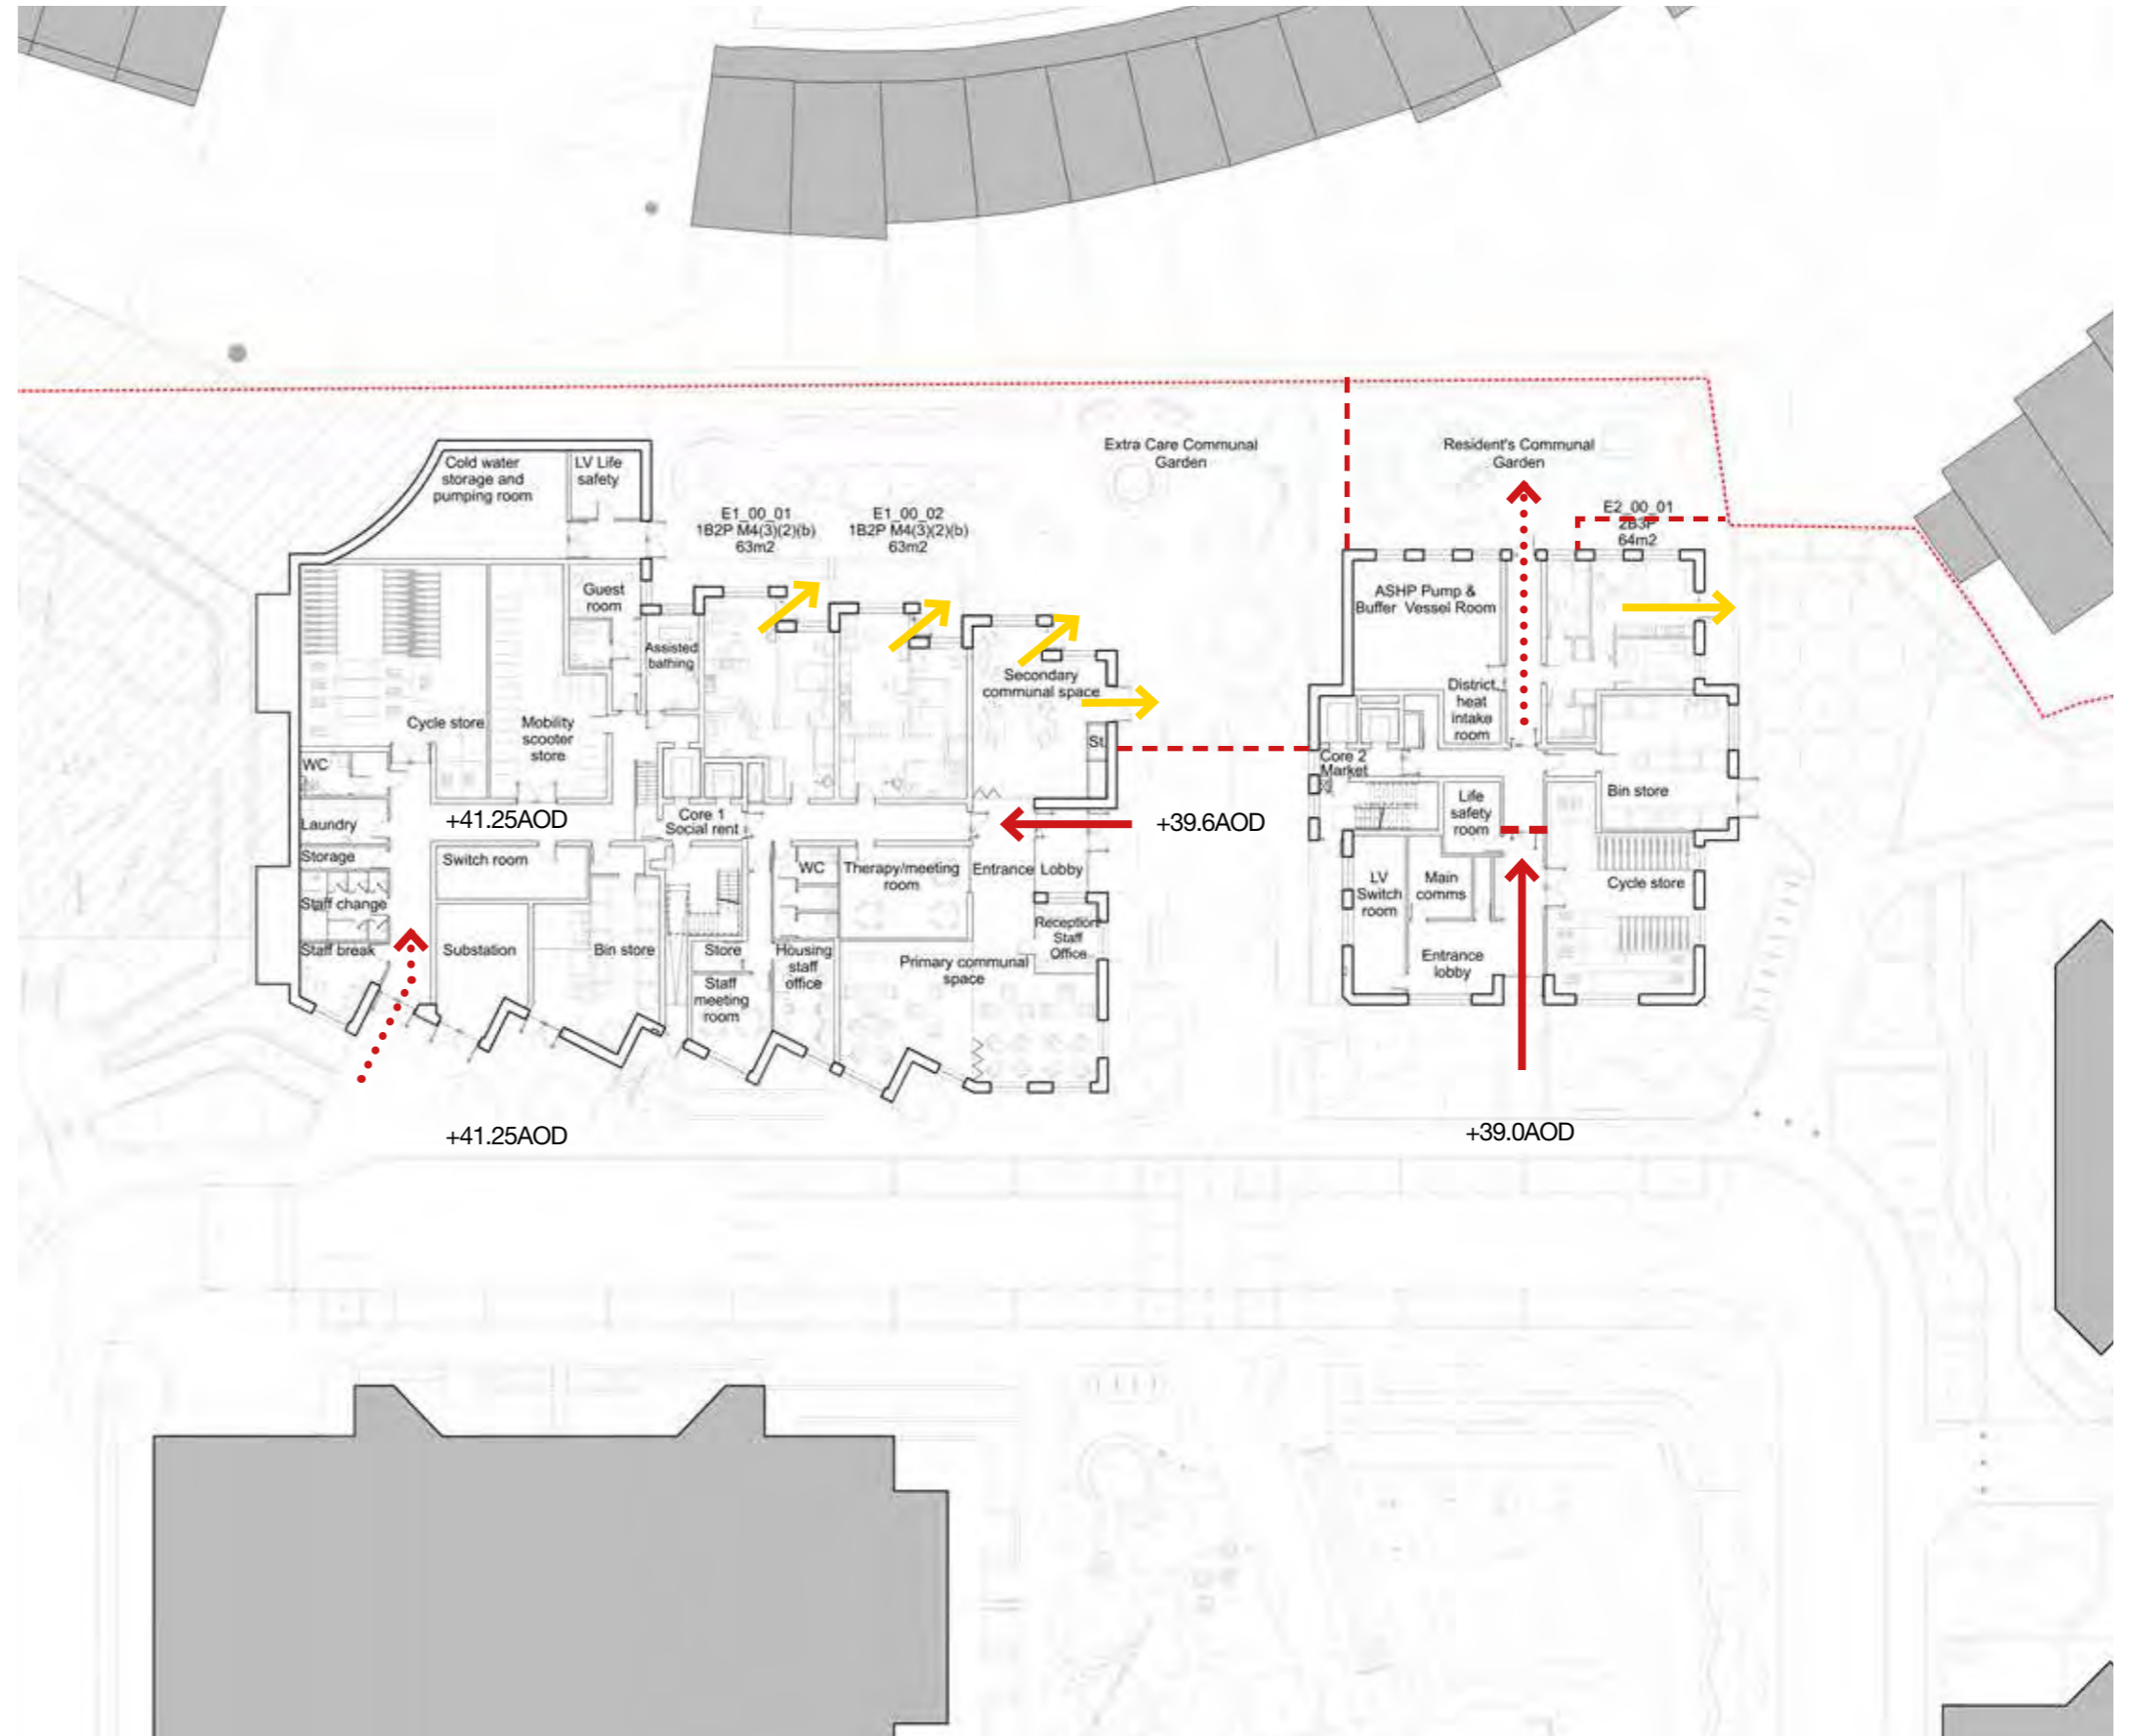 Extra Care Communal
Garden
Resident's Communal
Garden
Cold water
storage and
pumping room
LV Life
safety
E1_00_01
1B2P M4(3)(2)(b)
63m2
E1_00_02
1B2P M4(3)(2)(b)
63m2
E2_00_01
2B3P
64m2
Guest
room
ASHP Pump &
Buffer Vessel Room
Assisted
bathing
Secondary
communal space
District
heat
intake
room
Cycle store
Mobility
scooter
store
St.
WC
Core 2
Market
Bin store
Laundry
+41.25AOD
Core 1
Social rent
+39.6AOD
Life
safety
room
Storage
Switch room
WC
Therapy/meeting
room
Entrance
Lobby
LV
Switch
room
Main
comms
Cycle store
Staff change
Reception
Staff
Office
Staff break
Substation
Bin store
Store
Housing
staff
office
Primary communal
space
Entrance
lobby
Staff
meeting
room
+41.25AOD
+39.0AOD